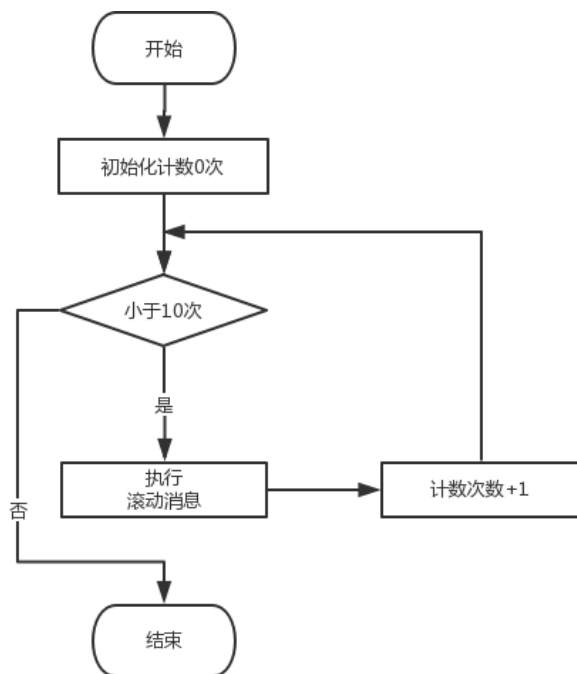 开始
初始化计数0次
小于10次
是
执行
滚动消息
计数次数+1
否
结束